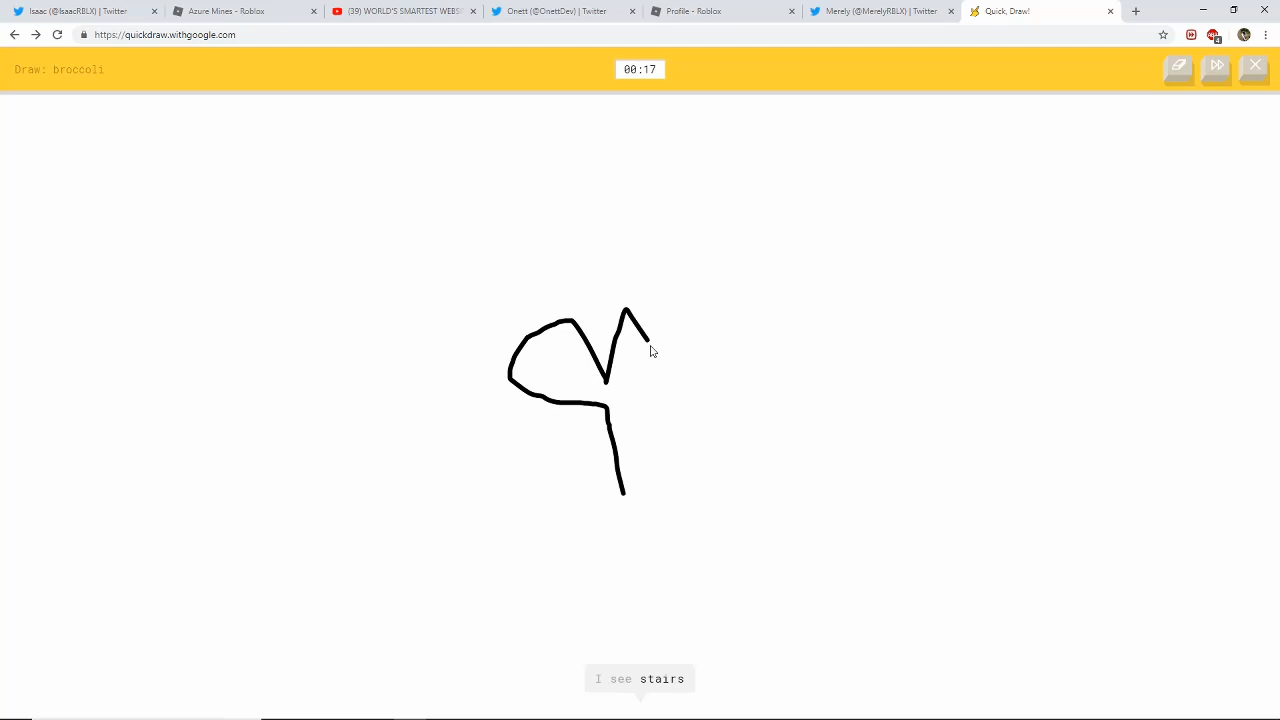 Isaac (@IsaacRBLX) | Twitter
Azure Mines - Roblox
(39) WORLD'S SMARTEST WEBS
Onett (@OnettDev) | Twitter
Profile - Roblox
Merely (@MerelyRBLX) | Twitter
Quick, Draw!
https://quickdraw.withgoogle.com
Draw: broccoli
00:17
I see stairs